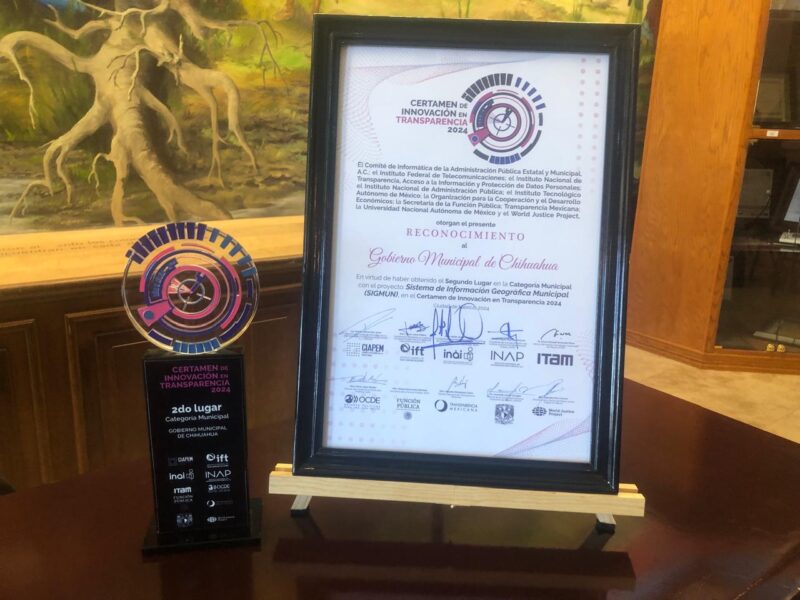 CERTAMEN DE
INNOVACIÓN EN
TRANSPARENCIA
2024
El Comité de Informática de la Administración Pública Estatal y Municipal,
A.C.; el Instituto Federal de Telecomunicaciones; el Instituto Nacional de
Transparencia, Acceso a la Información y Protección de Datos Personales;
el Instituto Nacional de Administración Pública; el Instituto Tecnológico
Autónomo de México; la Organización para la Cooperación y el Desarrollo
Económicos; la Secretaría de la Función Pública; Transparencia Mexicana;
la Universidad Nacional Autónoma de México y el World Justice Project,
otorgan el presente
RECONOCIMIENTO
al
Gobierno Municipal de Chihuahua
En virtud de haber obtenido el Segundo Lugar en la Categoría Municipal
con el proyecto Sistema de Información Geográfica Municipal
(SIGMUN), en el Certamen de Innovación en Transparencia 2024
CIAPEM
ift
inai
INAP
ITAM
OCDE
FUNCIÓN
PÚBLICA
TRANSPARENCIA
MEXICANA
World Justice
Project
CERTAMEN DE
INNOVACIÓN EN
TRANSPARENCIA
2024
2do lugar
Categoría Municipal
GOBIERNO MUNICIPAL
DE CHIHUAHUA
CIAPEM
ift
inai
INAP
ITAM
OCDE
FUNCIÓN
PÚBLICA